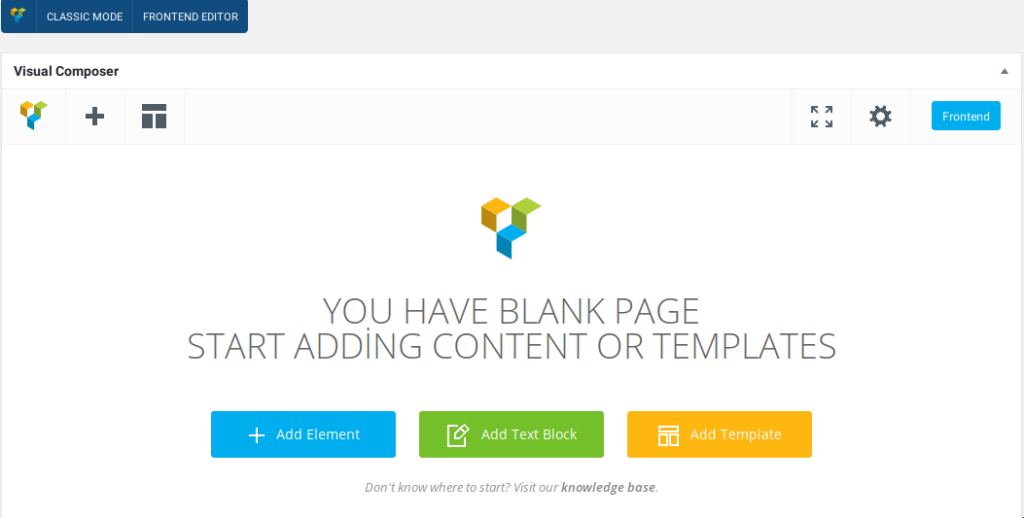 CLASSIC MODE
FRONTEND EDITOR
Visual Composer
Frontend
YOU HAVE BLANK PAGE
START ADDİNG CONTENT OR TEMPLATES
Add Element
Add Text Block
Add Template
Don't know where to start? Visit our knowledge base.